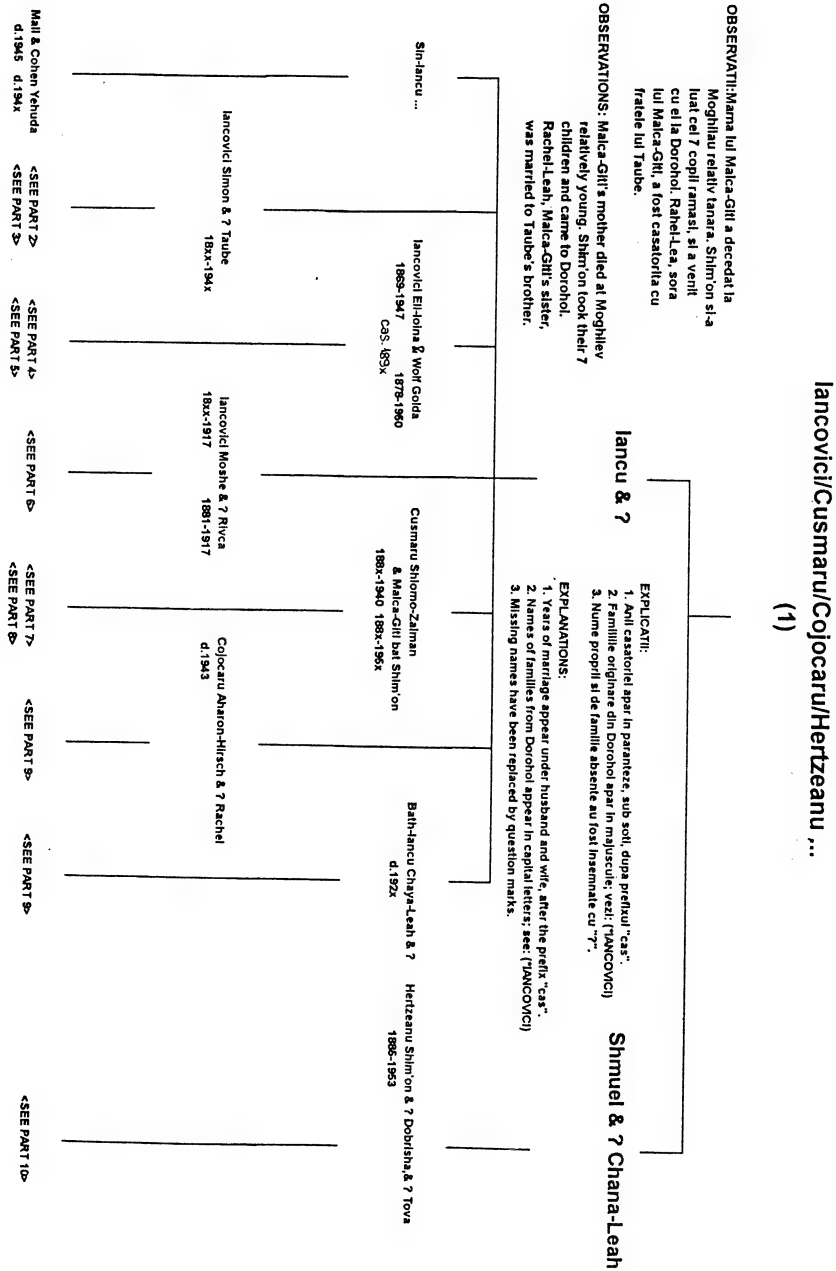 Iancovici/Cusmaru/Cojocaru/Hertzeanu ,..
(1)
OBSERVATII:Mama lui Malca-Gitl a decedat la
Moghilau relativ tanara. Shim'on si-a
luat cei 7 copii ramasi, si a venit
cu ei la Dorohoi. Rahel-Lea, sora
lui Malca-Gitl, a fost casatorita cu
fratele lui Taube.
OBSERVATIONS: Malca-Gitl's mother died at Moghilev
relatively young. Shim'on took their 7
children and came to Dorohoi.
Rachel-Leah, Malca-Gitl's sister,
was married to Taube's brother.
EXPLICATII:
1. Anii casatoriei apar in paranteze, sub soti, dupa prefixul "cas".
2. Familiile originare din Dorohoi apar in majuscule; vezi: (*IANCOVICI)
3. Nume proprii si de familie absente au fost insemnate cu "?".
EXPLANATIONS:
1. Years of marriage appear under husband and wife, after the prefix "cas".
2. Names of families from Dorohoi appear in capital letters; see: (*IANCOVICI)
3. Missing names have been replaced by question marks.
Iancu & ?
Shmuel & ? Chana-Leah
Sin-Iancu ...
Iancovici Eli-Ioina & Wolf Golda
1869-1947 1878-1960
cas. 189x
Cusmaru Shlomo-Zalman
& Malca-Gitl bat Shim'on
188x-1940 188x-195x
Bath-Iancu Chaya-Leah & ?
d.192x
Hertzeanu Shim'on & ? Dobrisha,& ? Tova
1886-1953
Iancovici Simon & ? Taube
18xx-194x
Iancovici Moshe & ? Rivca
18xx-1917 1881-1917
Cojocaru Aharon-Hirsch & ? Rachel
d.1943
Mali & Cohen Yehuda
d.1945 d.194x
<SEE PART 2>
<SEE PART 3>
<SEE PART 4>
<SEE PART 5>
<SEE PART 6>
<SEE PART 7>
<SEE PART 8>
<SEE PART 9>
<SEE PART 9>
<SEE PART 10>